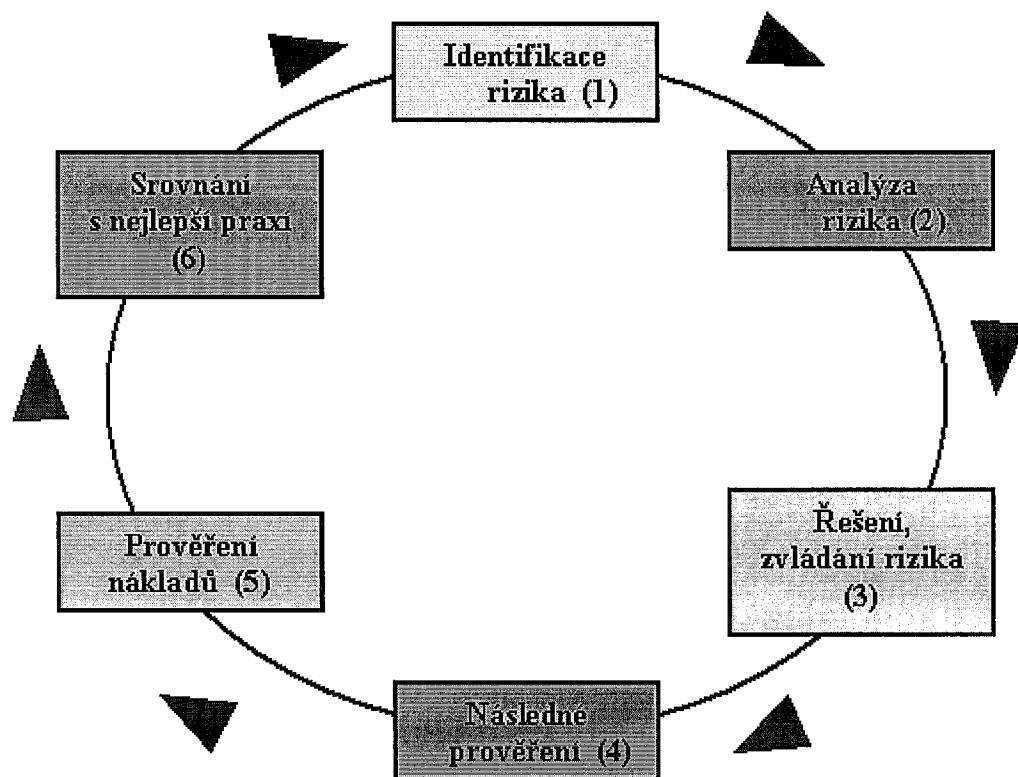 Identifikace
rizika (1)
Analýza
rizika (2)
Řešení,
zvládání rizika
(3)
Následné
prověření (4)
Prověření
nákladů (5)
Srovnání
s nejlepší praxi
(6)